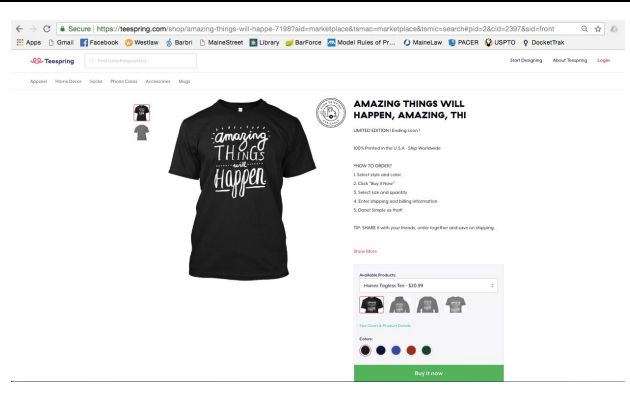 Secure | https://teespring.com/shop/amazing-things-will-happe-7198?aid=marketplace&tsmac=marketplace&tsmic=search#pid=2&cid=2397&sid=front
Apps Gmail Facebook Westlaw Barbri MaineStreet Library BarForce Model Rules of Pr... MaineLaw PACER USPTO DocketTrak
Teespring
Start Designing About Teespring Login
Apparel Home Decor Socks Phone Cases Accessories Mugs
amazing
THINGS
will
HAPPEN
AMAZING THINGS WILL
HAPPEN, AMAZING, THI
LIMITED EDITION ! Ending soon !
100% Printed in the U.S.A - Ship Worldwide
*HOW TO ORDER?
1. Select style and color
2. Click "Buy it Now"
3. Select size and quantity
4. Enter shipping and billing information
5. Done! Simple as that!
TIP: SHARE it with your friends, order together and save on shipping.
Show More
Available Products:
Hanes Tagless Tee - $20.99
Size Chart & Product Details
Colors:
Buy it now